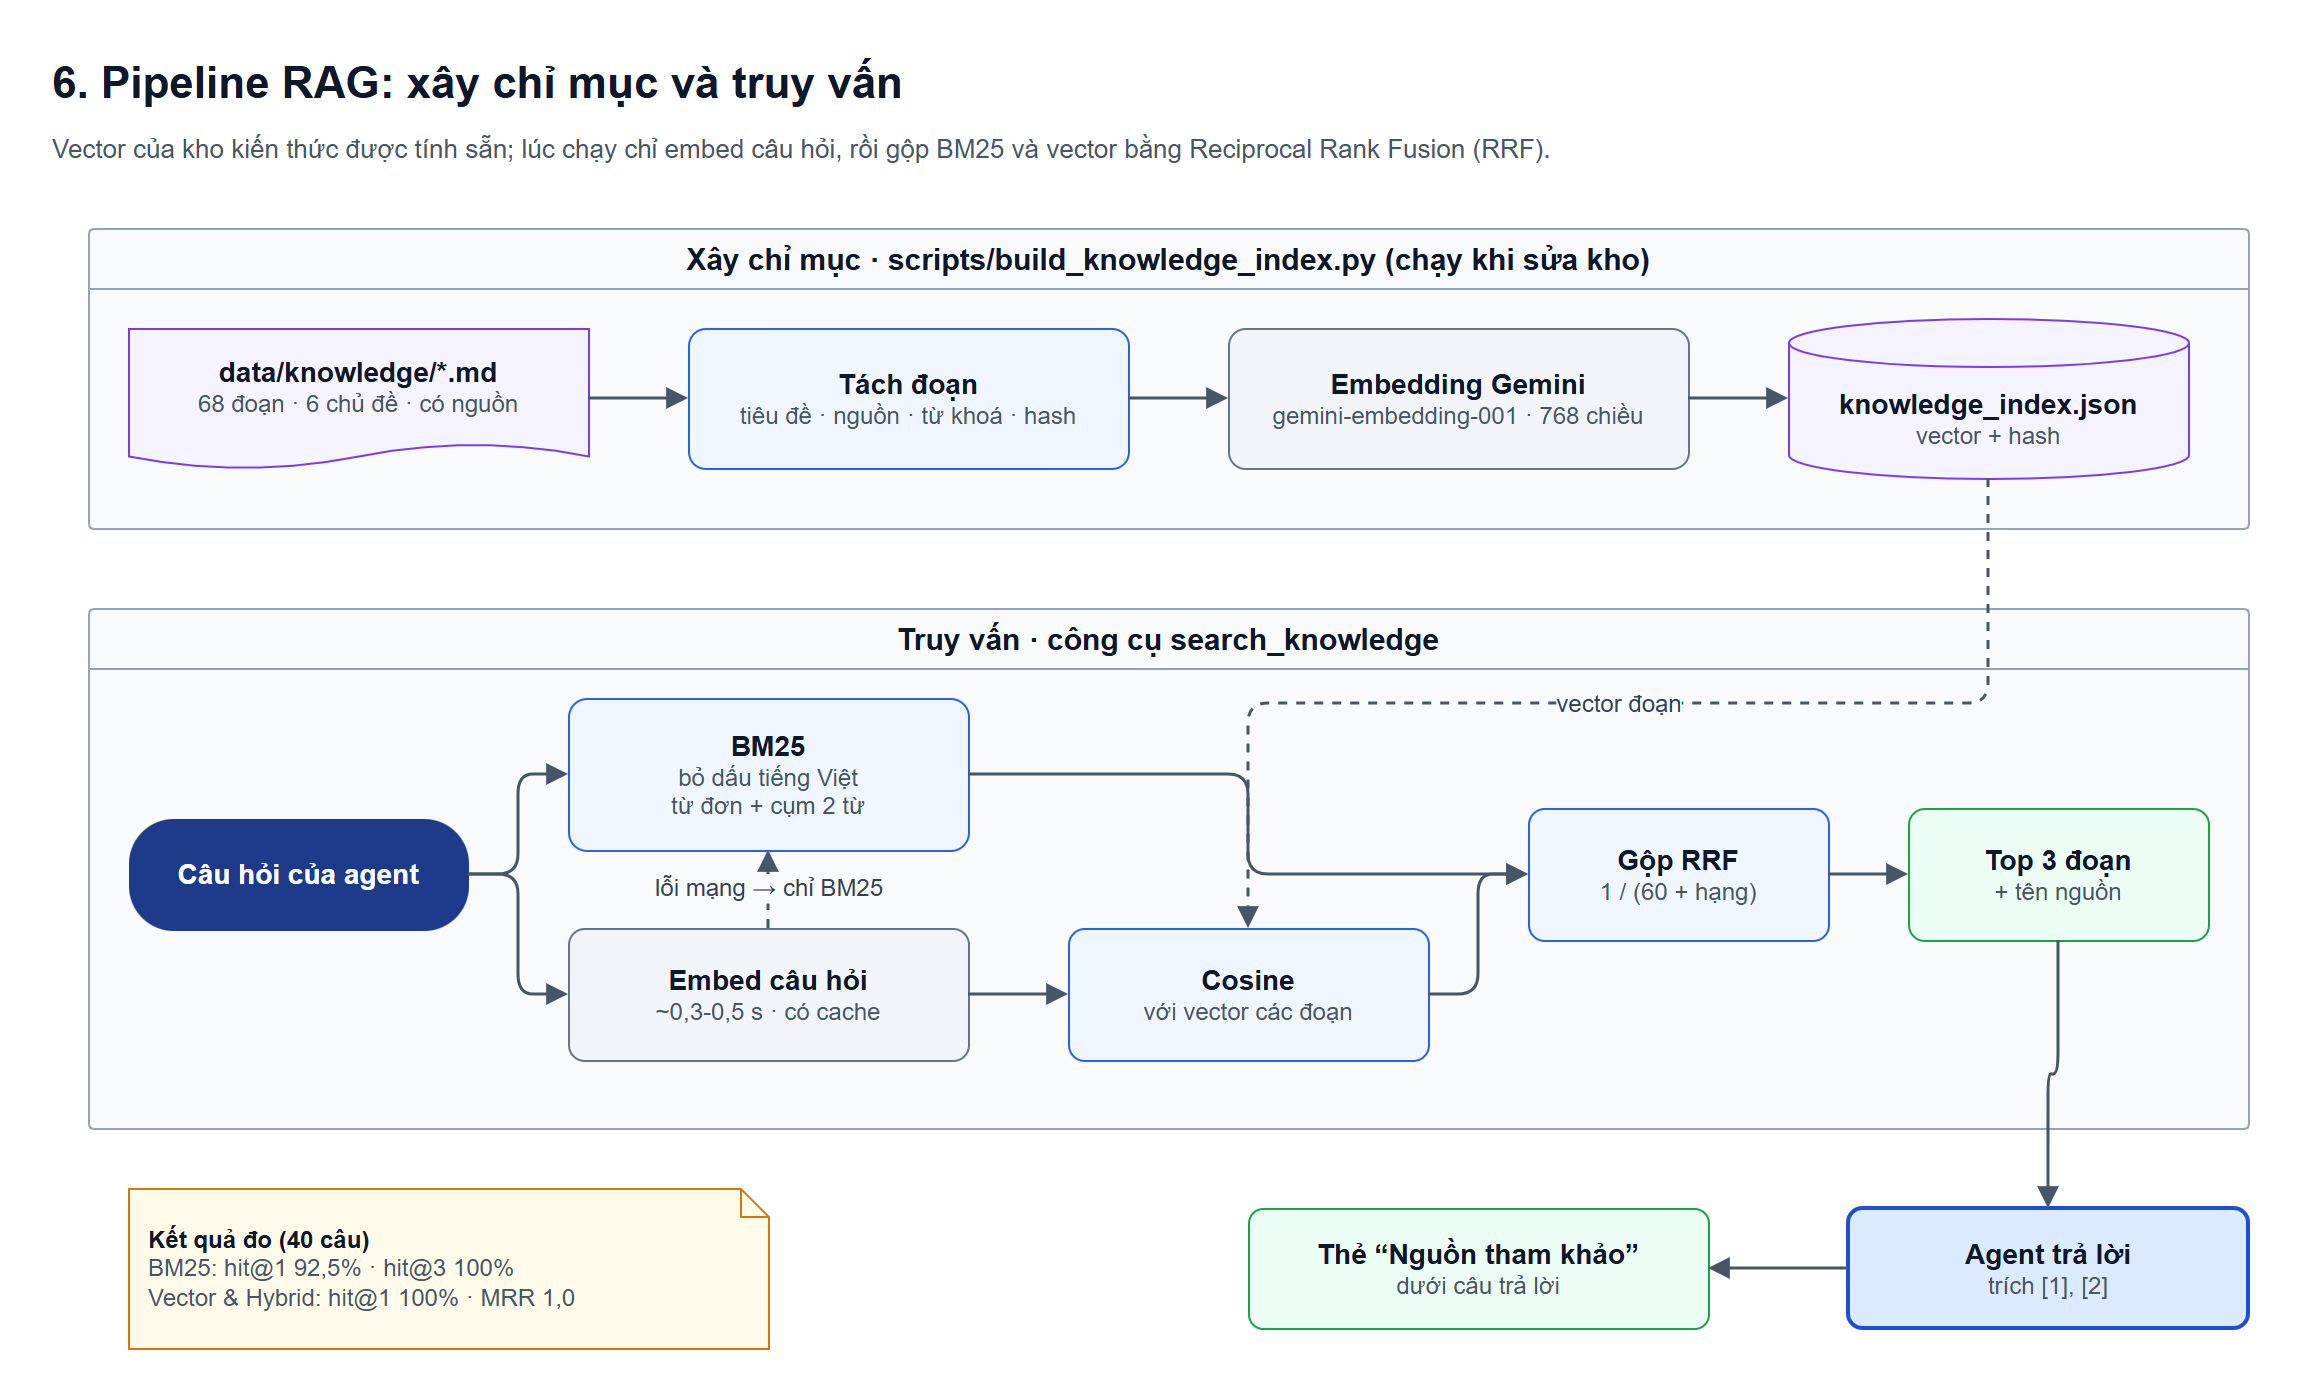 6. Pipeline RAG: xây chỉ mục và truy vấn
Vector của kho kiến thức được tính sẵn; lúc chạy chỉ embed câu hỏi, rồi gộp BM25 và vector bằng Reciprocal Rank Fusion (RRF).
Xây chỉ mục · scripts/build_knowledge_index.py (chạy khi sửa kho)
data/knowledge/*.md
68 đoạn · 6 chủ đề · có nguồn
Tách đoạn
tiêu đề · nguồn · từ khoá · hash
Embedding Gemini
gemini-embedding-001 · 768 chiều
knowledge_index.json
vector + hash
Truy vấn · công cụ search_knowledge
vector đoạn
BM25
bỏ dấu tiếng Việt
từ đơn + cụm 2 từ
Câu hỏi của agent
lỗi mạng → chỉ BM25
Embed câu hỏi
~0,3-0,5 s · có cache
Cosine
với vector các đoạn
Gộp RRF
1 / (60 + hạng)
Top 3 đoạn
+ tên nguồn
Kết quả đo (40 câu)
BM25: hit@1 92,5% · hit@3 100%
Vector & Hybrid: hit@1 100% · MRR 1,0
Thẻ “Nguồn tham khảo”
dưới câu trả lời
Agent trả lời
trích [1], [2]